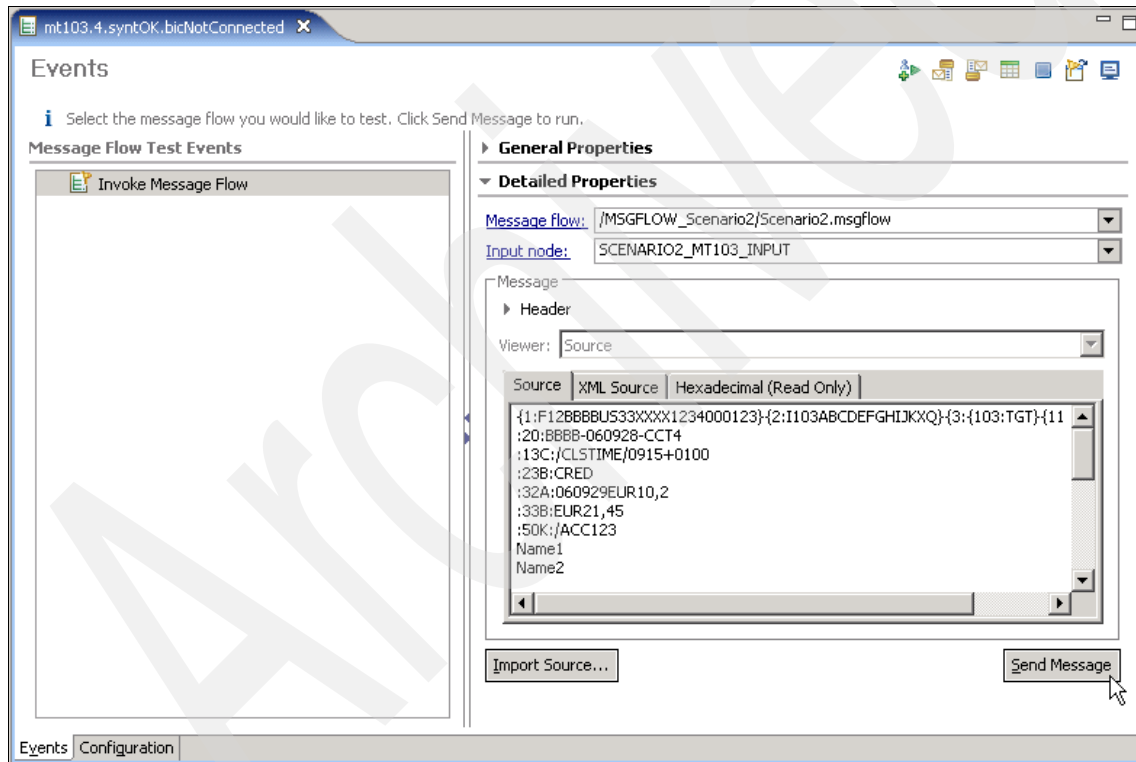 mt103.4.syntOK.bicNotConnected
Events
i Select the message flow you would like to test. Click Send Message to run.
Message Flow Test Events
Invoke Message Flow
General Properties
Detailed Properties
Message flow: /MSGFLOW_Scenario2/Scenario2.msgflow
Input node: SCENARIO2_MT103_INPUT
Message
Header
Viewer: Source
Source XML Source Hexadecimal (Read Only)
{1:F12BBBBUS33XXXX1234000123}{2:I103ABCDEFGHIJKXQ}{3:{103:TGT}{11
:20:BBBB-060928-CCT4
:13C:/CLSTIME/0915+0100
:23B:CRED
:32A:060929EUR10,2
:33B:EUR21,45
:50K:/ACC123
Name1
Name2
Import Source... Send Message
Events Configuration
Archived